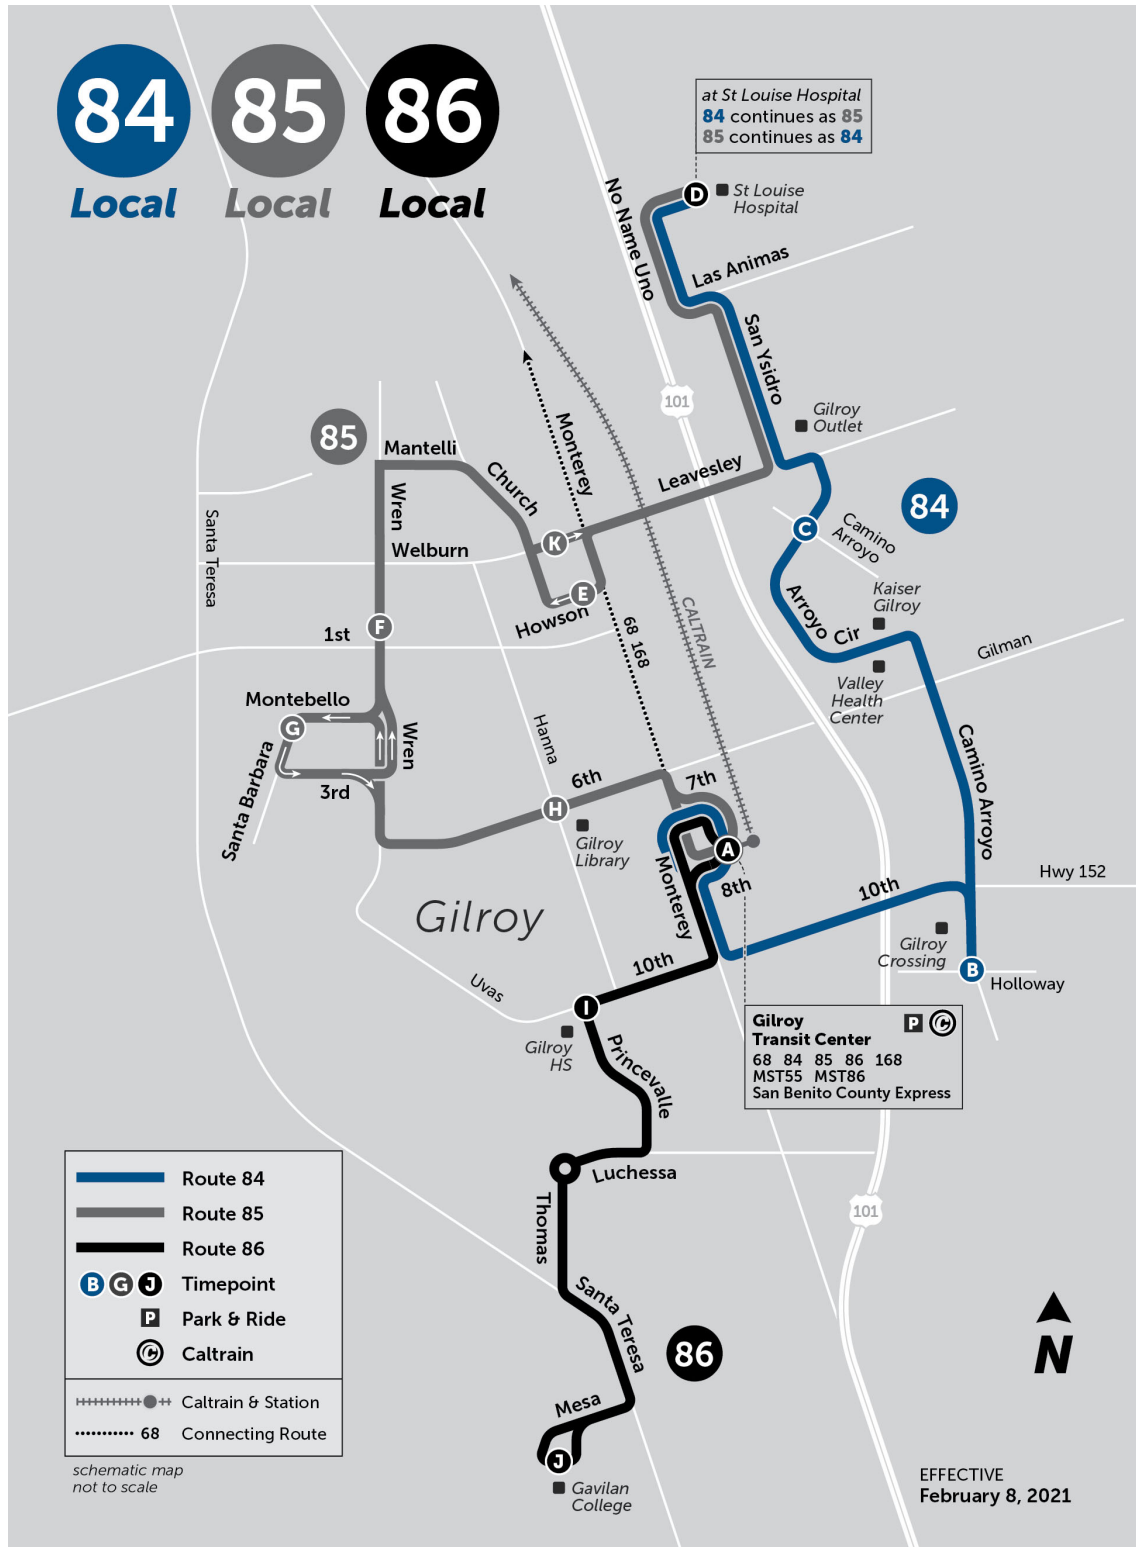 84
85
86
Local
Local
Local
at St Louise Hospital
84 continues as 85
85 continues as 84
D
St Louise
Hospital
No Name Uno
Las Animas
San Ysidro
101
Gilroy
Outlet
85
Mantelli
Church
Monterey
Leavesley
84
Wren
Welburn
K
C
Camino
Arroyo
Santa Teresa
E
Howson
CALTRAIN
Arroyo Cir
Kaiser
Gilroy
1st
F
68 168
Gilman
Valley
Health
Center
Montebello
G
Wren
Hanna
Santa Barbara
3rd
6th
7th
Camino Arroyo
H
Gilroy
Library
A
Monterey
8th
10th
Hwy 152
Gilroy
Gilroy
Crossing
B
Holloway
10th
Uvas
I
Gilroy
HS
Princevalle
Gilroy
Transit Center
P
C
68 84 85 86 168
MST55 MST86
San Benito County Express
Luchessa
Thomas
101
Santa Teresa
86
Mesa
J
Gavilan
College
Route 84
Route 85
Route 86
B G J Timepoint
P Park & Ride
C Caltrain
Caltrain & Station
68 Connecting Route
schematic map
not to scale
N
EFFECTIVE
February 8, 2021